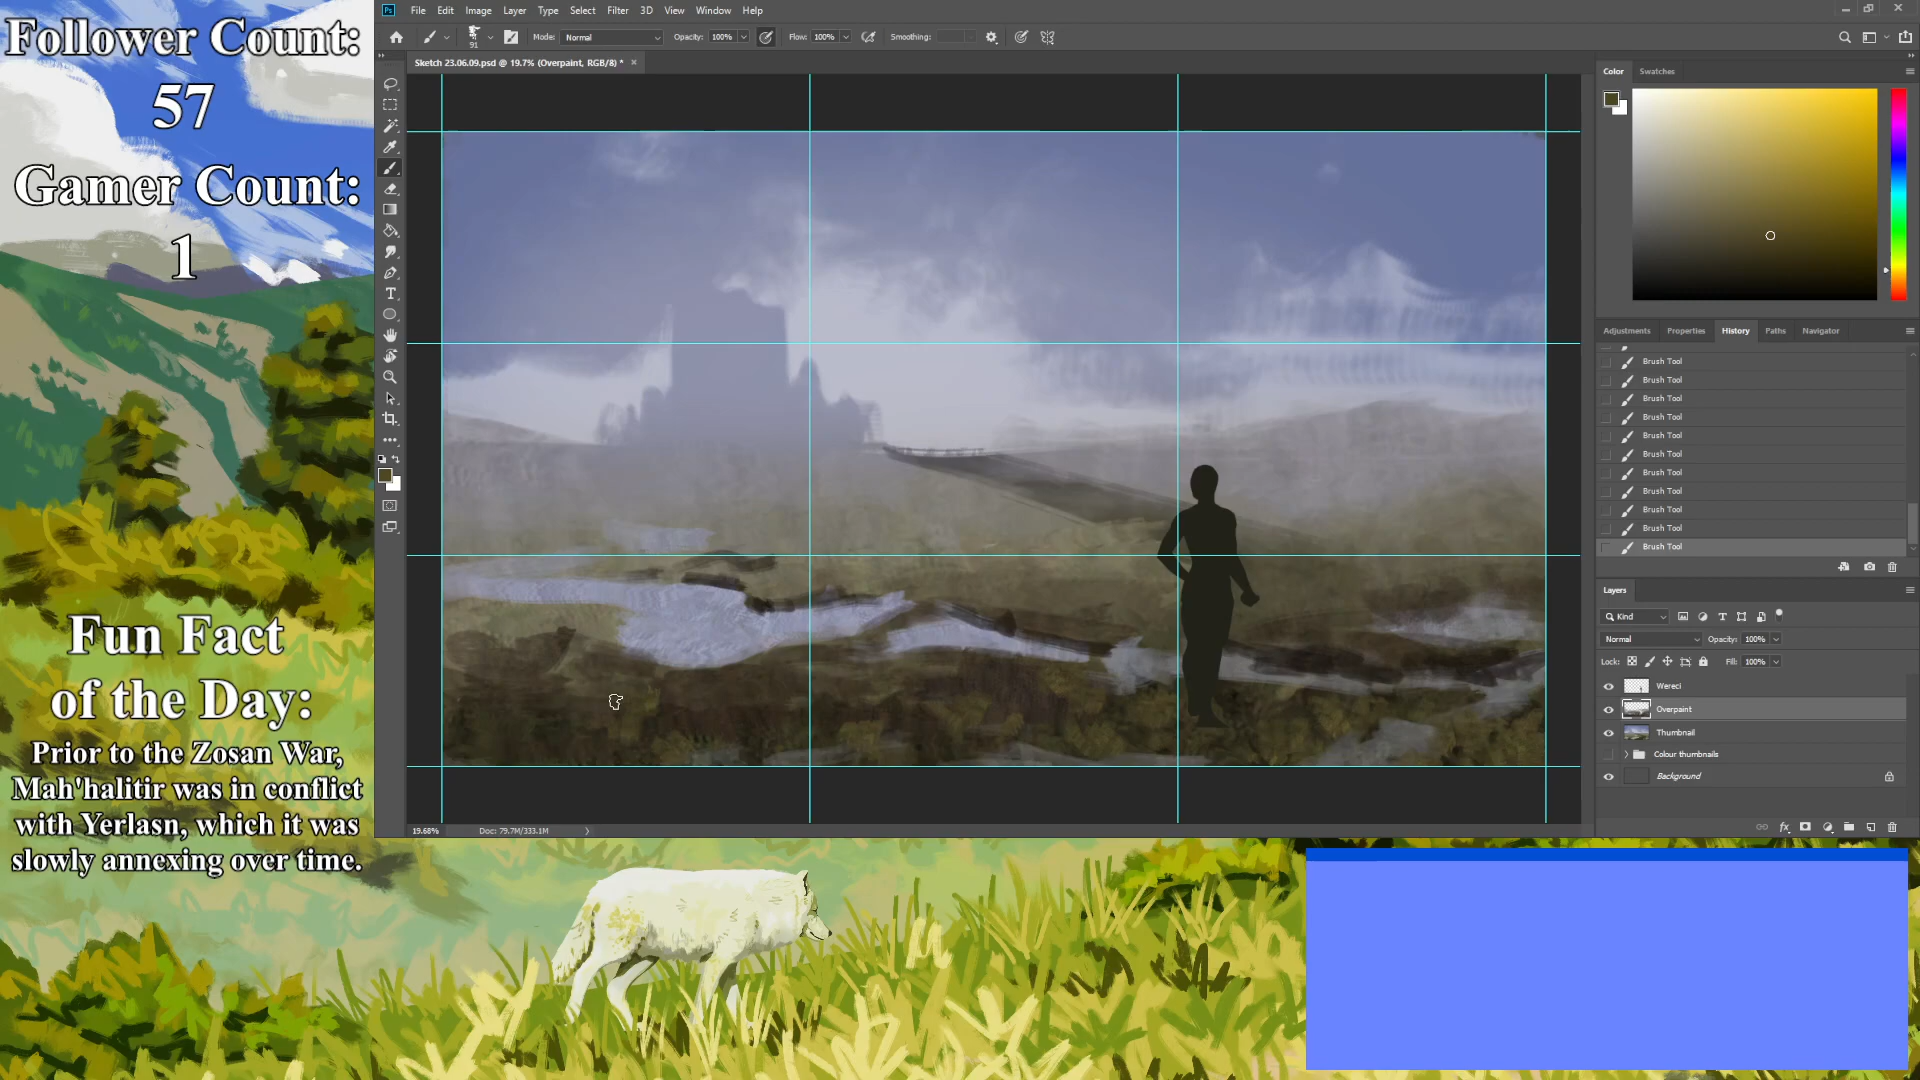 Follower Count:
57
Gamer Count:
1
Fun Fact
of the Day:
Prior to the Zosan War,
Mah'halitir was in conflict
with Yerlasn, which it was
slowly annexing over time.
Ps File Edit Image Layer Type Select Filter 3D View Window Help
91 Mode: Normal Opacity: 100% Flow: 100% Smoothing:
Sketch 23.06.09.psd @ 19.7% (Overpaint, RGB/8) *
19.68% Doc: 79.7M/333.1M
Color Swatches
Adjustments Properties History Paths Navigator
Brush Tool
Brush Tool
Brush Tool
Brush Tool
Brush Tool
Brush Tool
Brush Tool
Brush Tool
Brush Tool
Brush Tool
Brush Tool
Layers
Kind
Normal Opacity: 100%
Lock: Fill: 100%
Wereci
Overpaint
Thumbnail
Colour thumbnails
Background